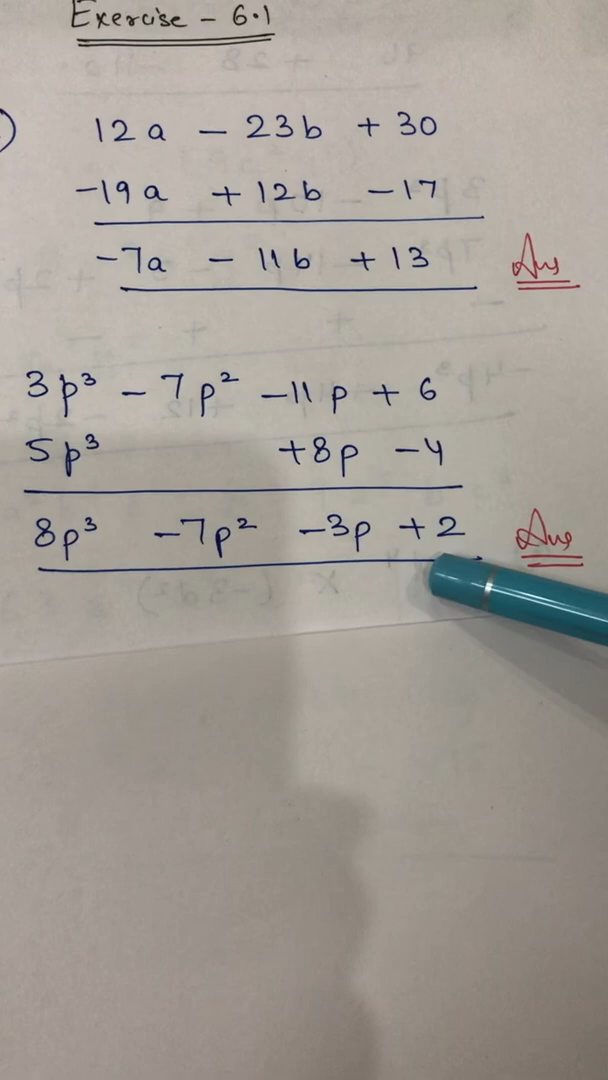 Exercise - 6.1
)
12a - 23b + 30
-19a + 12b - 17
-7a - 11b + 13 Ans
3p³ - 7p² - 11p + 6
5p³ +8p - 4
8p³ - 7p² - 3p + 2 Ans